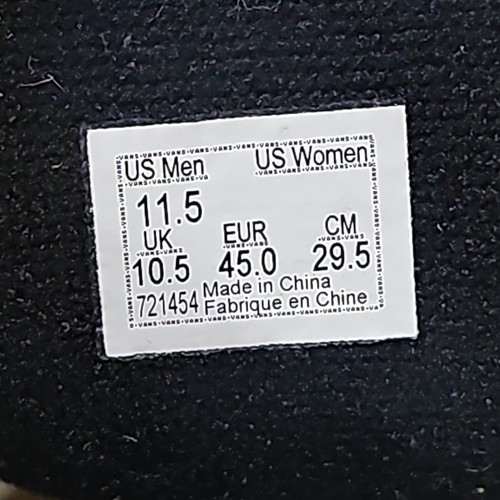 US Men US Women
11.5
UK EUR CM
10.5 45.0 29.5
721454 Made in China
Fabrique en Chine